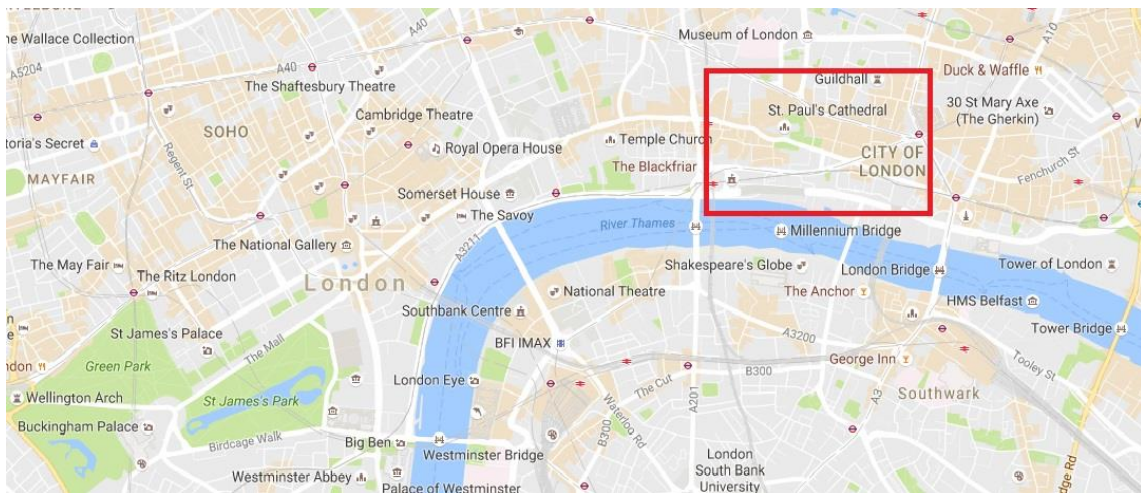 Museum of London
he Wallace Collection
A40
A10
A5204
A40
Guildhall
Duck & Waffle
The Shaftesbury Theatre
St. Paul's Cathedral
30 St Mary Axe
(The Gherkin)
Cambridge Theatre
SOHO
toria's Secret
Regent St
Royal Opera House
Temple Church
CITY OF
LONDON
Fenchurch St
MAYFAIR
The Blackfriar
Somerset House
The Savoy
River Thames
Millennium Bridge
The National Gallery
A3211
The May Fair
The Ritz London
London
Shakespeare's Globe
London Bridge
Tower of London
National Theatre
The Anchor
HMS Belfast
Southbank Centre
St James's Palace
The Mall
A3200
Tower Bridge
BFI IMAX
Green Park
ndon
George Inn
Tooley St
B300
The Cut
London Eye
St James's Park
Wellington Arch
A201
A3
Southwark
Buckingham Palace
Birdcage Walk
Waterloo Rd
B300
Big Ben
Westminster Bridge
London
South Bank
University
Westminster Abbey
Palace of Westminster
dge Rd